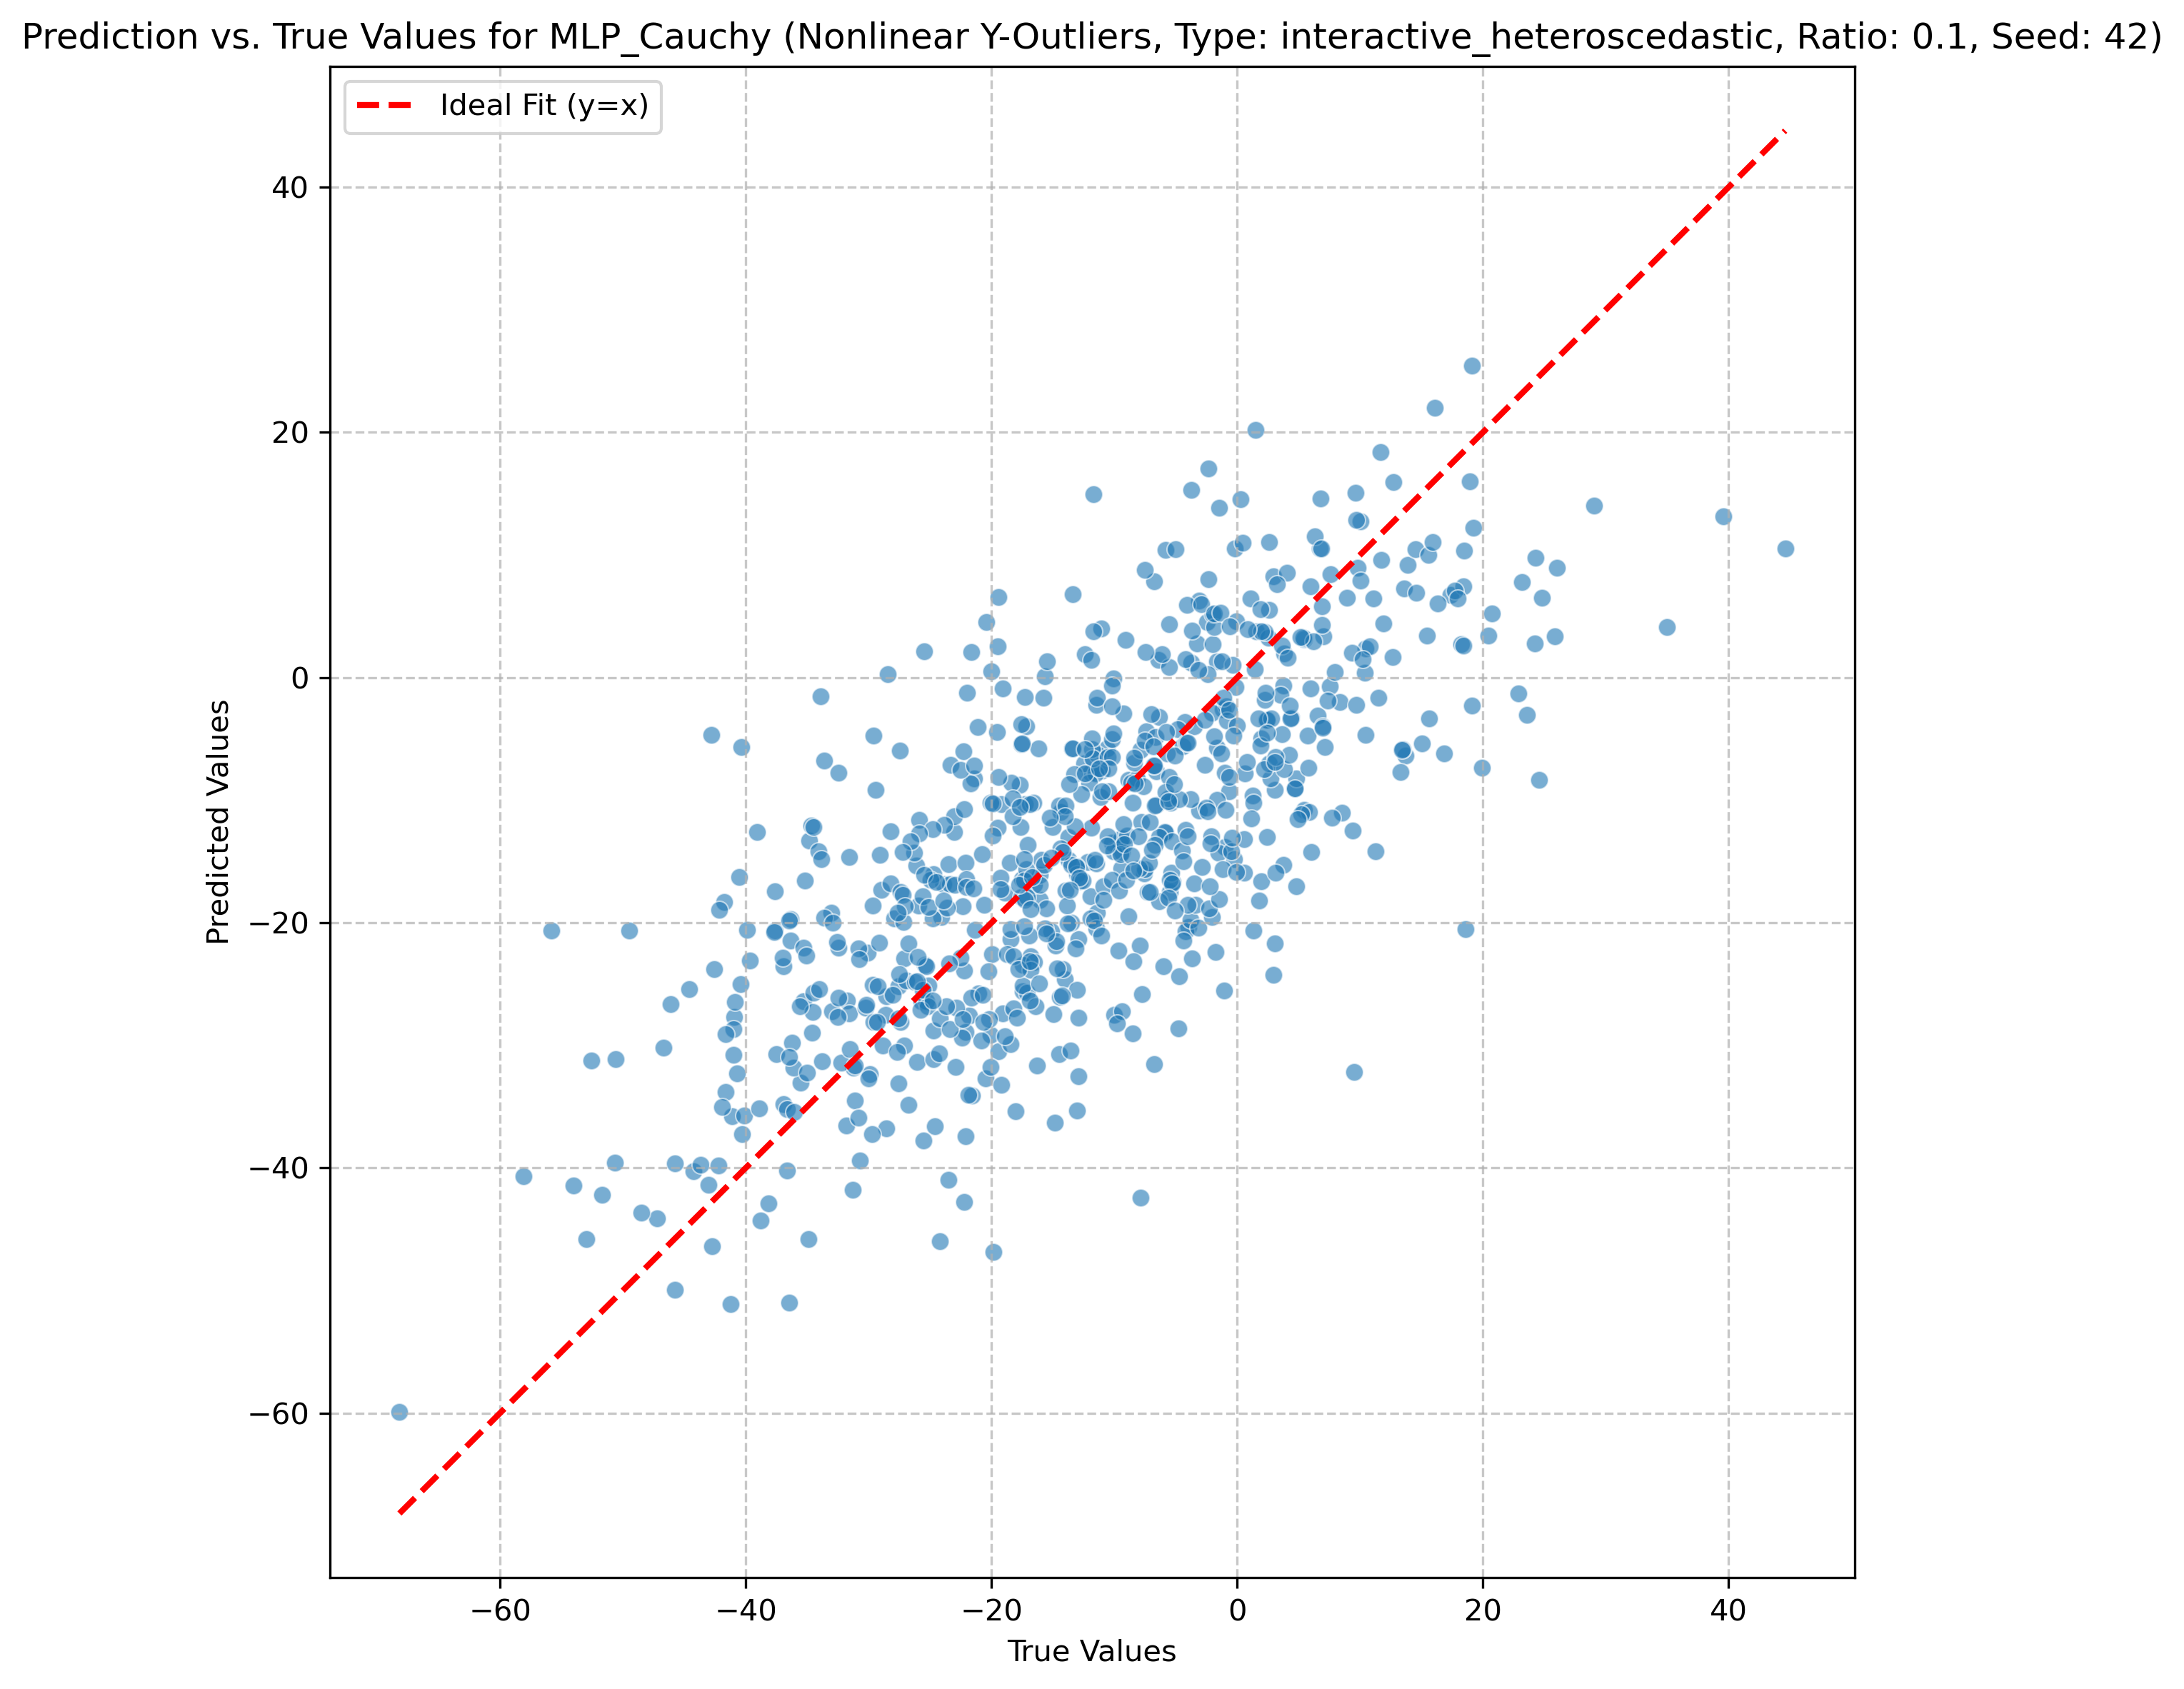 Prediction vs. True Values for MLP_Cauchy (Nonlinear Y-Outliers, Type: interactive_heteroscedastic, Ratio: 0.1, Seed: 42)
Ideal Fit (y=x)
40
20
0
−20
−40
−60
Predicted Values
−60 −40 −20 0 20 40
True Values